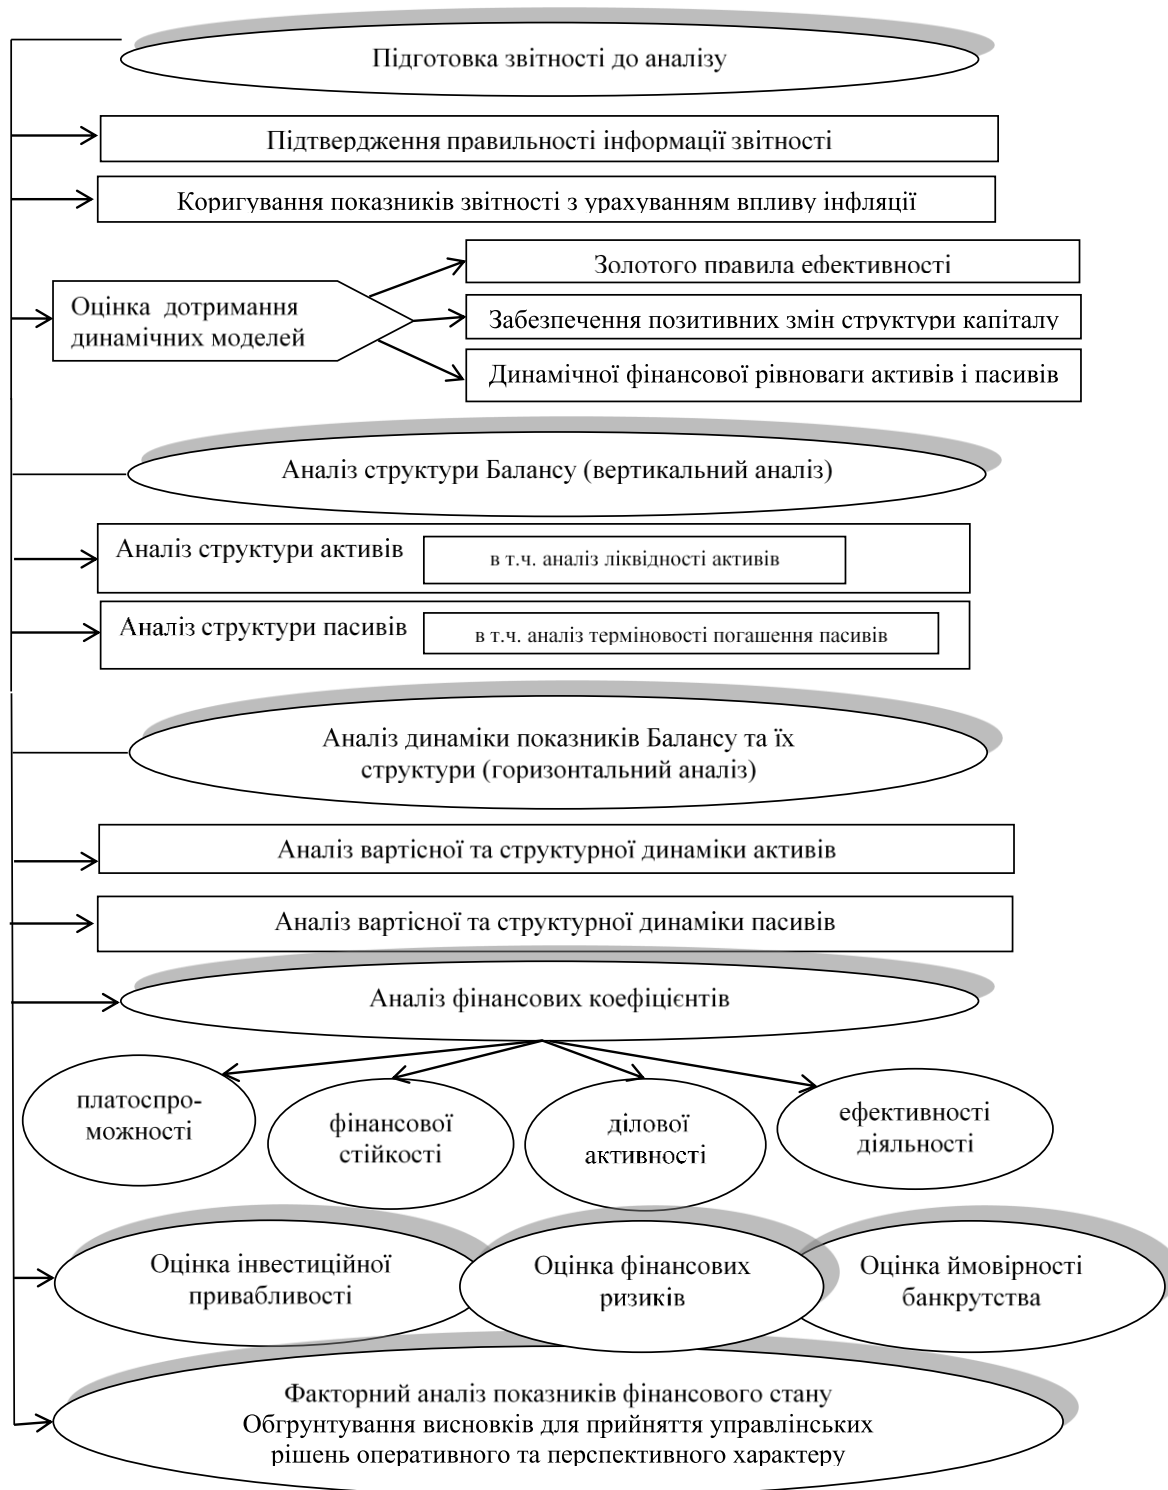 Підготовка звітності до аналізу
Підтвердження правильності інформації звітності
Коригування показників звітності з урахуванням впливу інфляції
Оцінка дотримання
динамічних моделей
Золотого правила ефективності
Забезпечення позитивних змін структури капіталу
Динамічної фінансової рівноваги активів і пасивів
Аналіз структури Балансу (вертикальний аналіз)
Аналіз структури активів
в т.ч. аналіз ліквідності активів
Аналіз структури пасивів
в т.ч. аналіз терміновості погашення пасивів
Аналіз динаміки показників Балансу та їх
структури (горизонтальний аналіз)
Аналіз вартісної та структурної динаміки активів
Аналіз вартісної та структурної динаміки пасивів
Аналіз фінансових коефіцієнтів
платоспро-
можності
фінансової
стійкості
ділової
активності
ефективності
діяльності
Оцінка інвестиційної
привабливості
Оцінка фінансових
ризиків
Оцінка ймовірності
банкрутства
Факторний аналіз показників фінансового стану
Обгрунтування висновків для прийняття управлінських
рішень оперативного та перспективного характеру